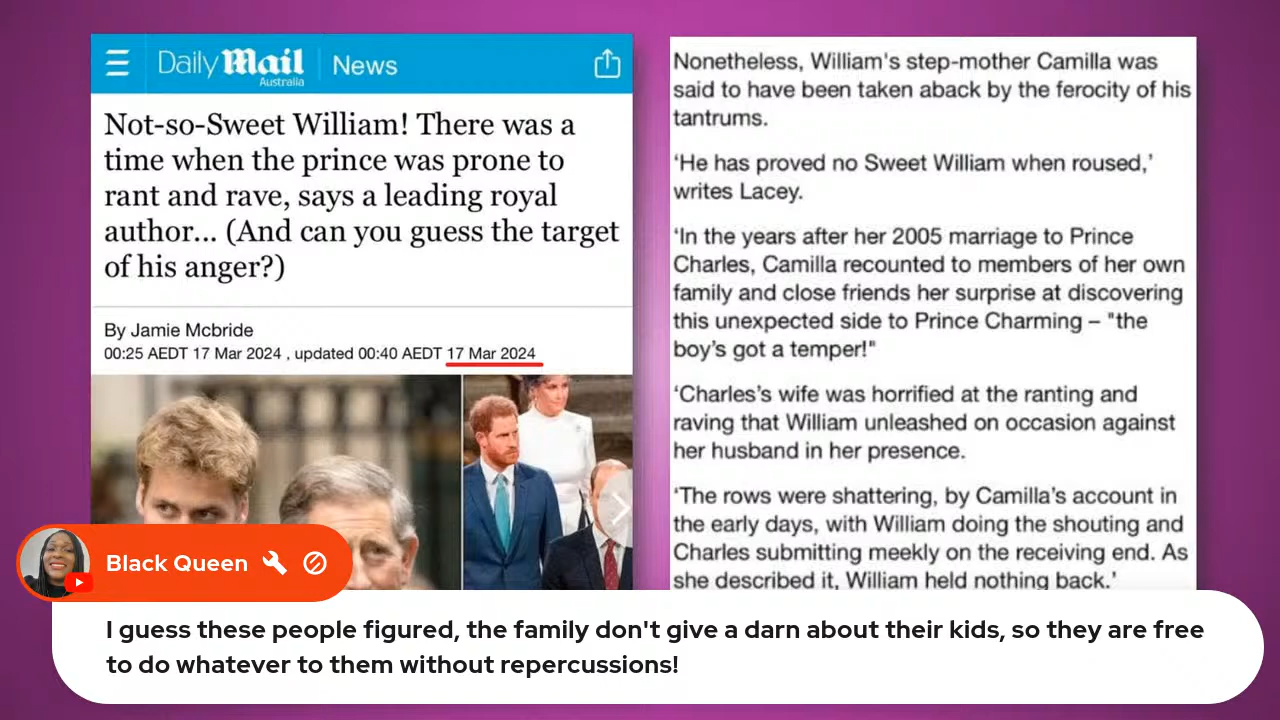 Daily Mail
Australia
News
Not-so-Sweet William! There was a
time when the prince was prone to
rant and rave, says a leading royal
author... (And can you guess the target
of his anger?)
By Jamie Mcbride
00:25 AEDT 17 Mar 2024 , updated 00:40 AEDT 17 Mar 2024
Nonetheless, William's step-mother Camilla was
said to have been taken aback by the ferocity of his
tantrums.
‘He has proved no Sweet William when roused,’
writes Lacey.
‘In the years after her 2005 marriage to Prince
Charles, Camilla recounted to members of her own
family and close friends her surprise at discovering
this unexpected side to Prince Charming – "the
boy’s got a temper!"
‘Charles’s wife was horrified at the ranting and
raving that William unleashed on occasion against
her husband in her presence.
‘The rows were shattering, by Camilla’s account in
the early days, with William doing the shouting and
Charles submitting meekly on the receiving end. As
she described it, William held nothing back.’
Black Queen
I guess these people figured, the family don't give a darn about their kids, so they are free
to do whatever to them without repercussions!